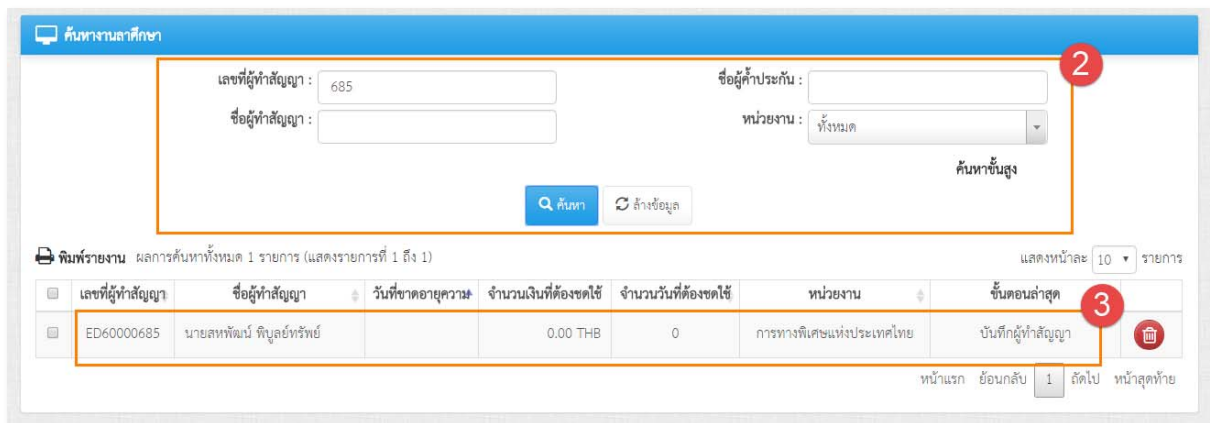 ค้นหางานลาศึกษา
2
เลขที่ผู้ทำสัญญา : 685 ชื่อผู้ค้ำประกัน :
ชื่อผู้ทำสัญญา : หน่วยงาน : ทั้งหมด
ค้นหาขั้นสูง
ค้นหา ล้างข้อมูล
พิมพ์รายงาน ผลการค้นหาทั้งหมด 1 รายการ (แสดงรายการที่ 1 ถึง 1) แสดงหน้าละ 10 รายการ
เลขที่ผู้ทำสัญญา ชื่อผู้ทำสัญญา วันที่ขาดอายุความ จำนวนเงินที่ต้องชดใช้ จำนวนวันที่ต้องชดใช้ หน่วยงาน ขั้นตอนล่าสุด
3
ED60000685 นายสหพัฒน์ พิบูลย์ทรัพย์ 0.00 THB 0 การทางพิเศษแห่งประเทศไทย บันทึกผู้ทำสัญญา
หน้าแรก ย้อนกลับ 1 ถัดไป หน้าสุดท้าย